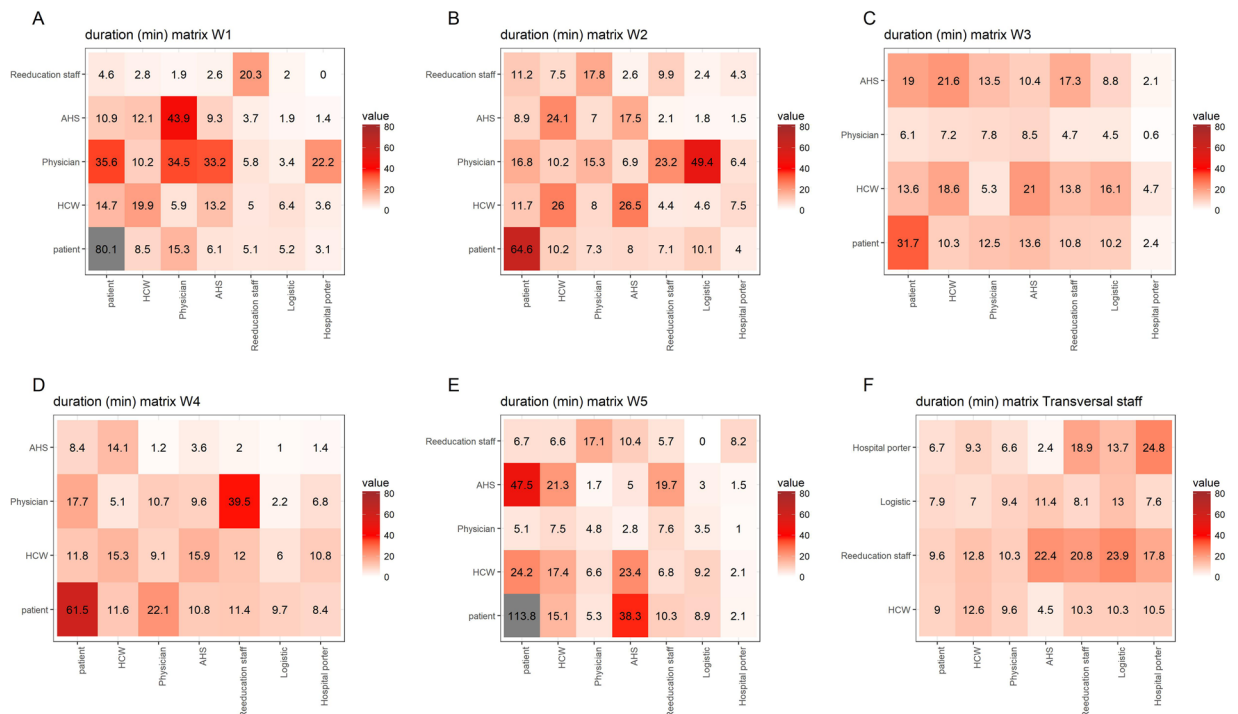 A
duration (min) matrix W1
Reeducation staff 4.6 2.8 1.9 2.6 20.3 2 0
AHS 10.9 12.1 43.9 9.3 3.7 1.9 1.4
Physician 35.6 10.2 34.5 33.2 5.8 3.4 22.2
HCW 14.7 19.9 5.9 13.2 5 6.4 3.6
patient 80.1 8.5 15.3 6.1 5.1 5.2 3.1
patient HCW Physician AHS Reeducation staff Logistic Hospital porter
value
80
60
40
20
0
B
duration (min) matrix W2
Reeducation staff 11.2 7.5 17.8 2.6 9.9 2.4 4.3
AHS 8.9 24.1 7 17.5 2.1 1.8 1.5
Physician 16.8 10.2 15.3 6.9 23.2 49.4 6.4
HCW 11.7 26 8 26.5 4.4 4.6 7.5
patient 64.6 10.2 7.3 8 7.1 10.1 4
patient HCW Physician AHS Reeducation staff Logistic Hospital porter
value
80
60
40
20
0
C
duration (min) matrix W3
AHS 19 21.6 13.5 10.4 17.3 8.8 2.1
Physician 6.1 7.2 7.8 8.5 4.7 4.5 0.6
HCW 13.6 18.6 5.3 21 13.8 16.1 4.7
patient 31.7 10.3 12.5 13.6 10.8 10.2 2.4
patient HCW Physician AHS Reeducation staff Logistic Hospital porter
value
80
60
40
20
0
D
duration (min) matrix W4
AHS 8.4 14.1 1.2 3.6 2 1 1.4
Physician 17.7 5.1 10.7 9.6 39.5 2.2 6.8
HCW 11.8 15.3 9.1 15.9 12 6 10.8
patient 61.5 11.6 22.1 10.8 11.4 9.7 8.4
patient HCW Physician AHS Reeducation staff Logistic Hospital porter
value
80
60
40
20
0
E
duration (min) matrix W5
Reeducation staff 6.7 6.6 17.1 10.4 5.7 0 8.2
AHS 47.5 21.3 1.7 5 19.7 3 1.5
Physician 5.1 7.5 4.8 2.8 7.6 3.5 1
HCW 24.2 17.4 6.6 23.4 6.8 9.2 2.1
patient 113.8 15.1 5.3 38.3 10.3 8.9 2.1
patient HCW Physician AHS Reeducation staff Logistic Hospital porter
value
80
60
40
20
0
F
duration (min) matrix Transversal staff
Hospital porter 6.7 9.3 6.6 2.4 18.9 13.7 24.8
Logistic 7.9 7 9.4 11.4 8.1 13 7.6
Reeducation staff 9.6 12.8 10.3 22.4 20.8 23.9 17.8
HCW 9 12.6 9.6 4.5 10.3 10.3 10.5
patient HCW Physician AHS Reeducation staff Logistic Hospital porter
value
80
60
40
20
0